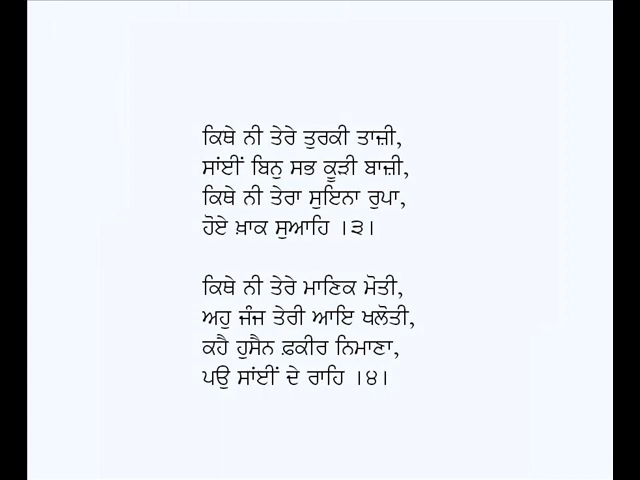 ਕਿਥੇ ਨੀ ਤੇਰੇ ਤੁਰਕੀ ਤਾਜ਼ੀ,
ਸਾਂਈਂ ਬਿਨੁ ਸਭ ਕੂੜੀ ਬਾਜ਼ੀ,
ਕਿਥੇ ਨੀ ਤੇਰਾ ਸੁਇਨਾ ਰੁਪਾ,
ਹੋਏ ਖ਼ਾਕ ਸੁਆਹਿ ।੩।
ਕਿਥੇ ਨੀ ਤੇਰੇ ਮਾਣਿਕ ਮੋਤੀ,
ਅਹੁ ਜੰਜ ਤੇਰੀ ਆਇ ਖਲੋਤੀ,
ਕਹੈ ਹੁਸੈਨ ਫ਼ਕੀਰ ਨਿਮਾਣਾ,
ਪਉ ਸਾਂਈਂ ਦੇ ਰਾਹਿ ।੪।